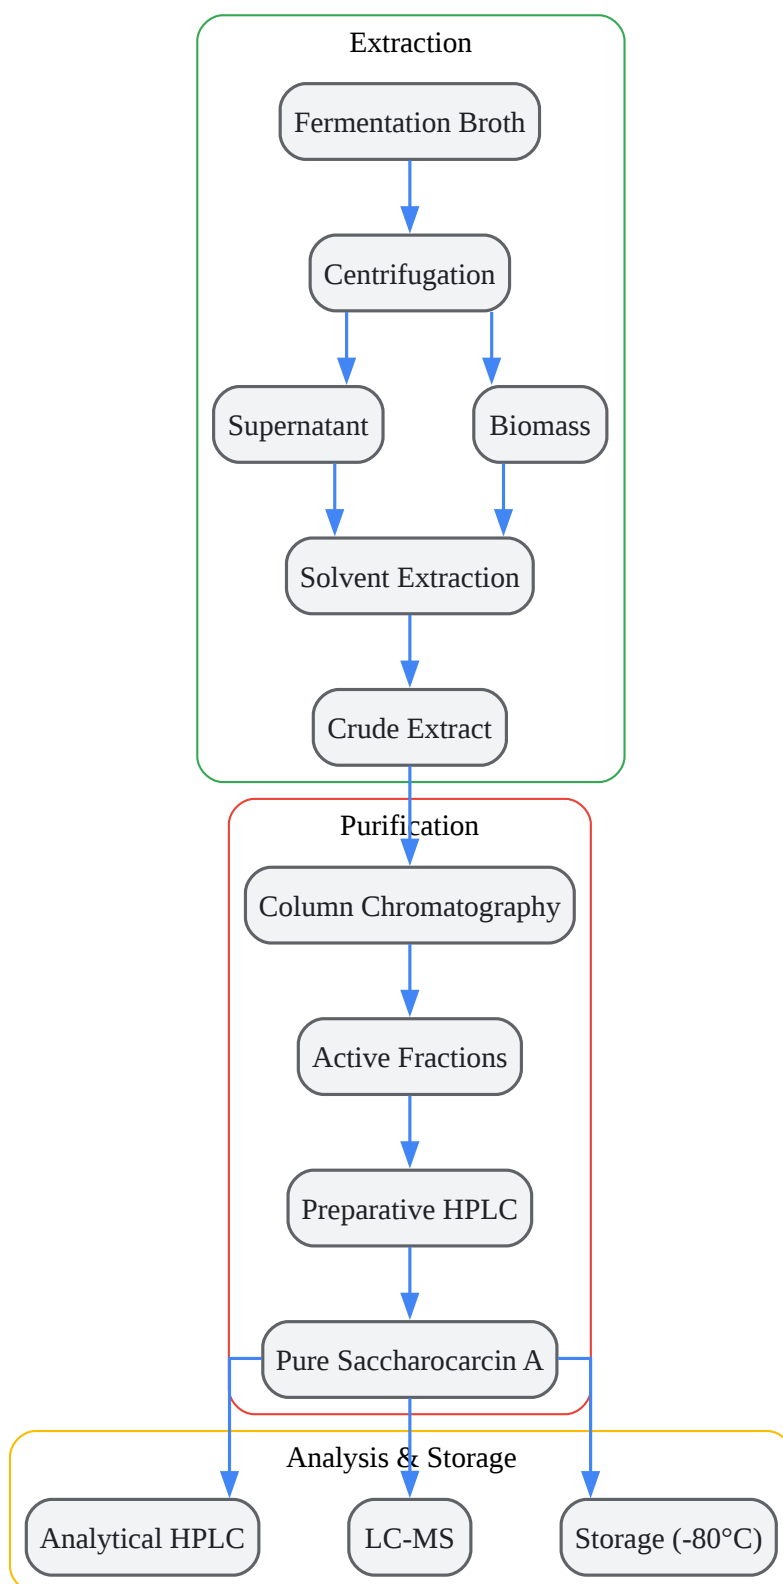 Extraction
Fermentation Broth
Centrifugation
Supernatant
Biomass
Solvent Extraction
Crude Extract
Purification
Column Chromatography
Active Fractions
Preparative HPLC
Pure Saccharocarcin A
Analysis & Storage
Analytical HPLC
LC-MS
Storage (-80°C)